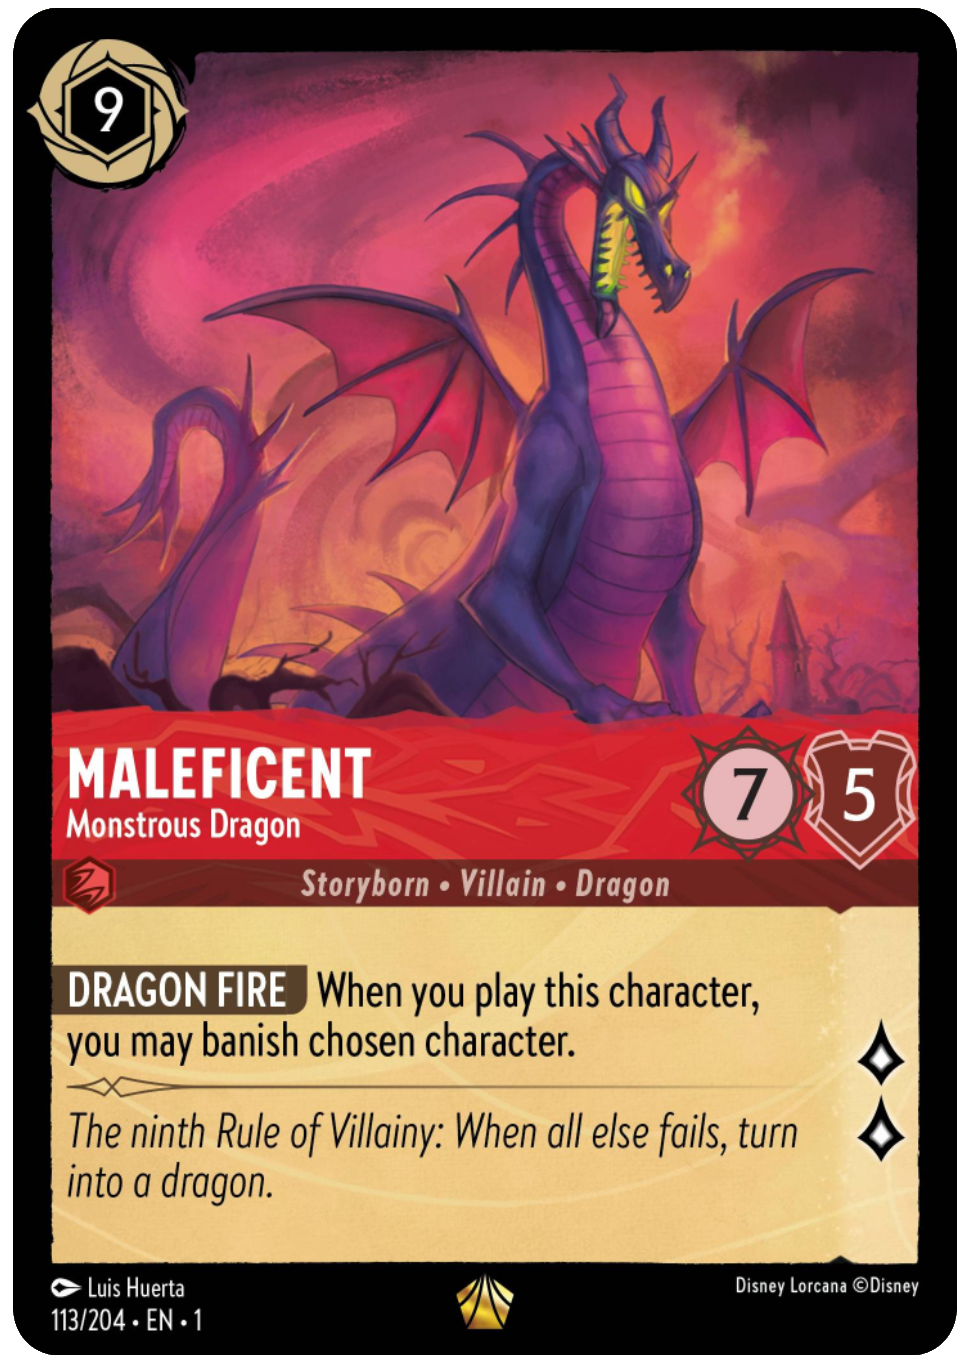 9
MALEFICENT
Monstrous Dragon
7
5
Storyborn • Villain • Dragon
DRAGON FIRE When you play this character,
you may banish chosen character.
The ninth Rule of Villainy: When all else fails, turn
into a dragon.
Luis Huerta
Disney Lorcana ©Disney
113/204 • EN • 1